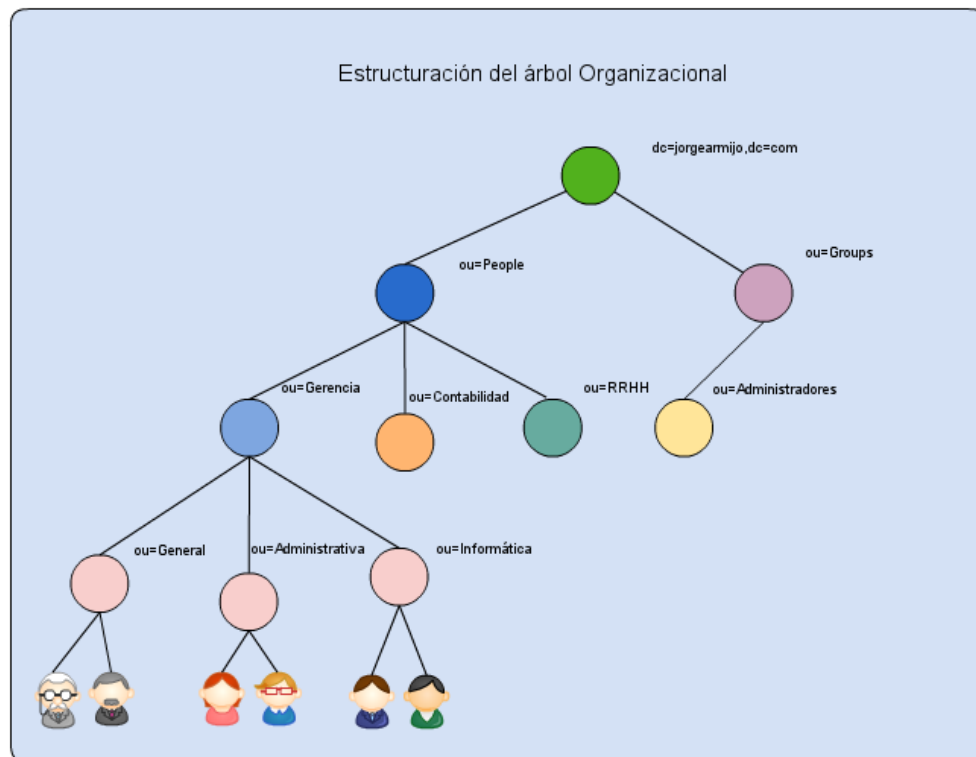 Estructuración del árbol Organizacional
dc=jorgearmijo,dc=com
ou=People
ou=Groups
ou=Gerencia
ou=Contabilidad
ou=RRHH
ou=Administradores
ou=General
ou=Administrativa
ou=Informática